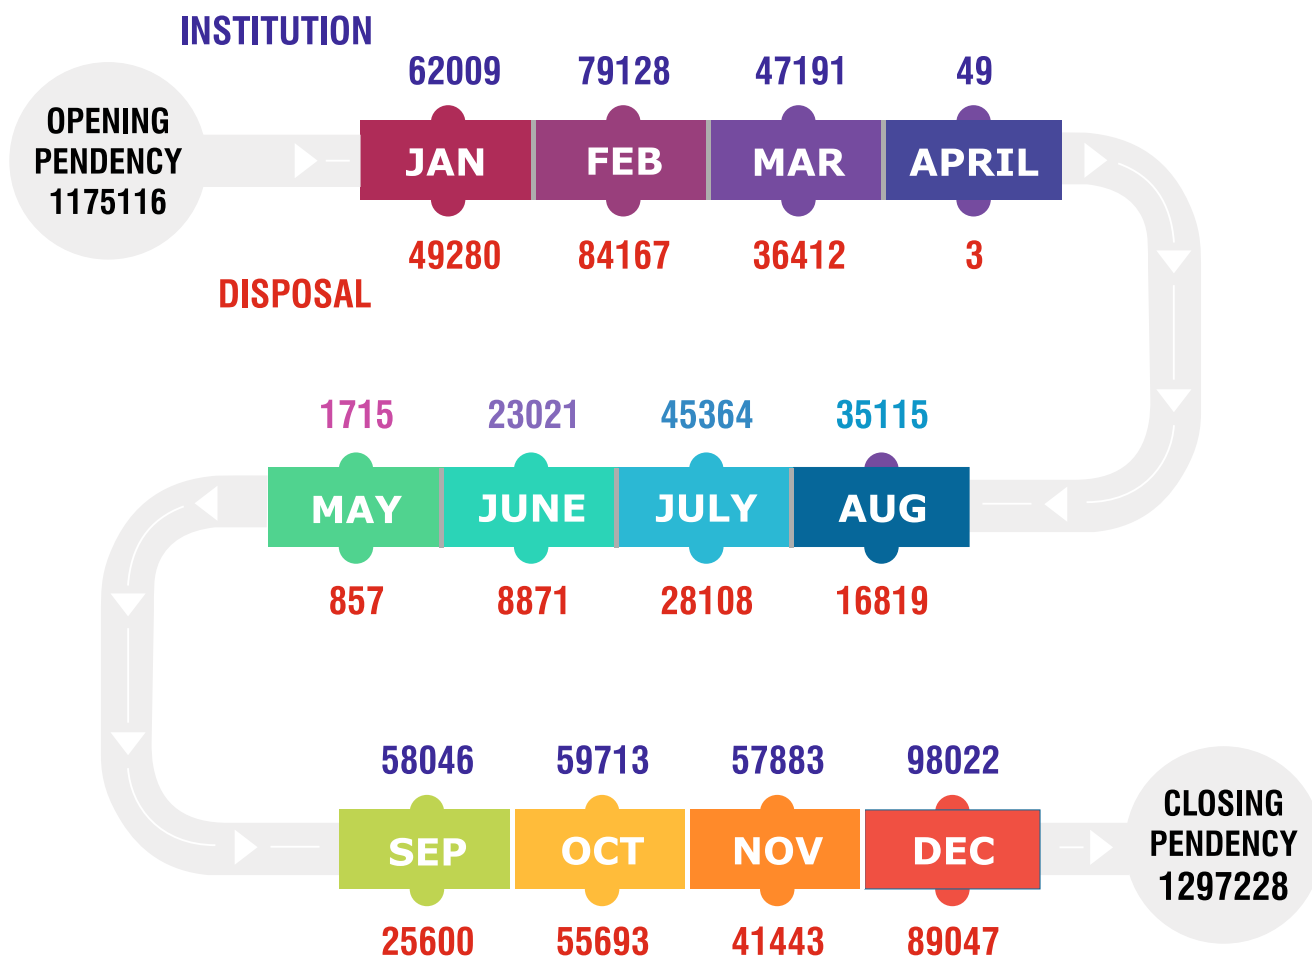 INSTITUTION
62009 79128 47191 49
OPENING
PENDENCY
1175116
JAN FEB MAR APRIL
49280 84167 36412 3
DISPOSAL
1715 23021 45364 35115
MAY JUNE JULY AUG
857 8871 28108 16819
58046 59713 57883 98022
SEP OCT NOV DEC
CLOSING
PENDENCY
1297228
25600 55693 41443 89047